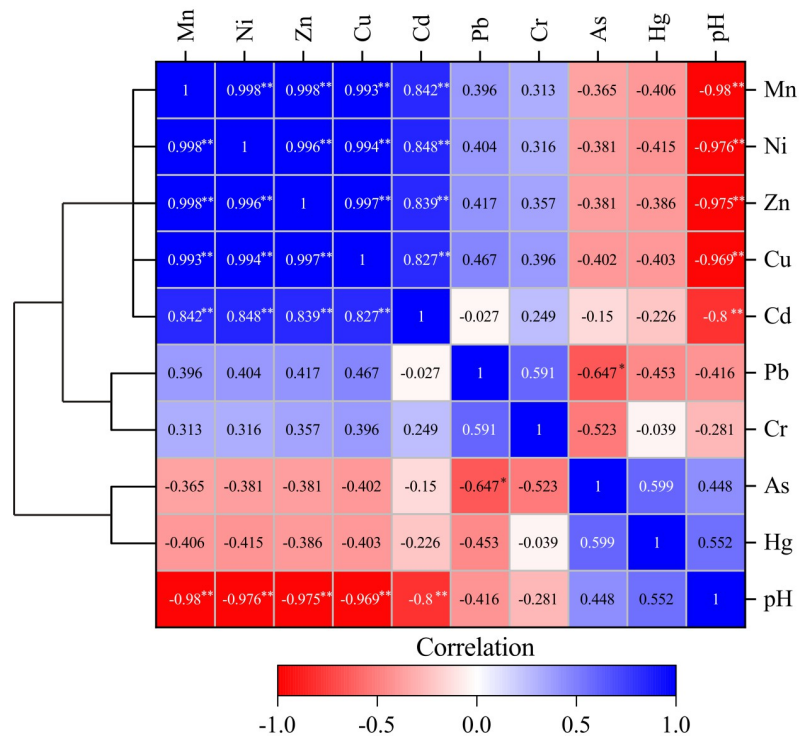 Mn Ni Zn Cu Cd Pb Cr As Hg pH
1 0.998** 0.998** 0.993** 0.842** 0.396 0.313 -0.365 -0.406 -0.98** Mn
0.998** 1 0.996** 0.994** 0.848** 0.404 0.316 -0.381 -0.415 -0.976** Ni
0.998** 0.996** 1 0.997** 0.839** 0.417 0.357 -0.381 -0.386 -0.975** Zn
0.993** 0.994** 0.997** 1 0.827** 0.467 0.396 -0.402 -0.403 -0.969** Cu
0.842** 0.848** 0.839** 0.827** 1 -0.027 0.249 -0.15 -0.226 -0.8** Cd
0.396 0.404 0.417 0.467 -0.027 1 0.591 -0.647* -0.453 -0.416 Pb
0.313 0.316 0.357 0.396 0.249 0.591 1 -0.523 -0.039 -0.281 Cr
-0.365 -0.381 -0.381 -0.402 -0.15 -0.647* -0.523 1 0.599 0.448 As
-0.406 -0.415 -0.386 -0.403 -0.226 -0.453 -0.039 0.599 1 0.552 Hg
-0.98** -0.976** -0.975** -0.969** -0.8** -0.416 -0.281 0.448 0.552 1 pH
Correlation
-1.0 -0.5 0.0 0.5 1.0